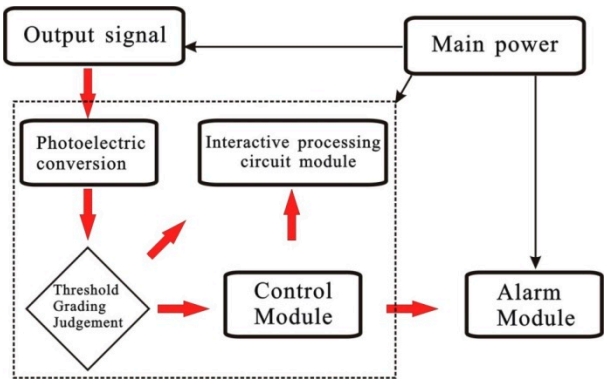 Output signal
Main power
Photoelectric
conversion
Interactive processing
circuit module
Threshold
Grading
Judgement
Control
Module
Alarm
Module